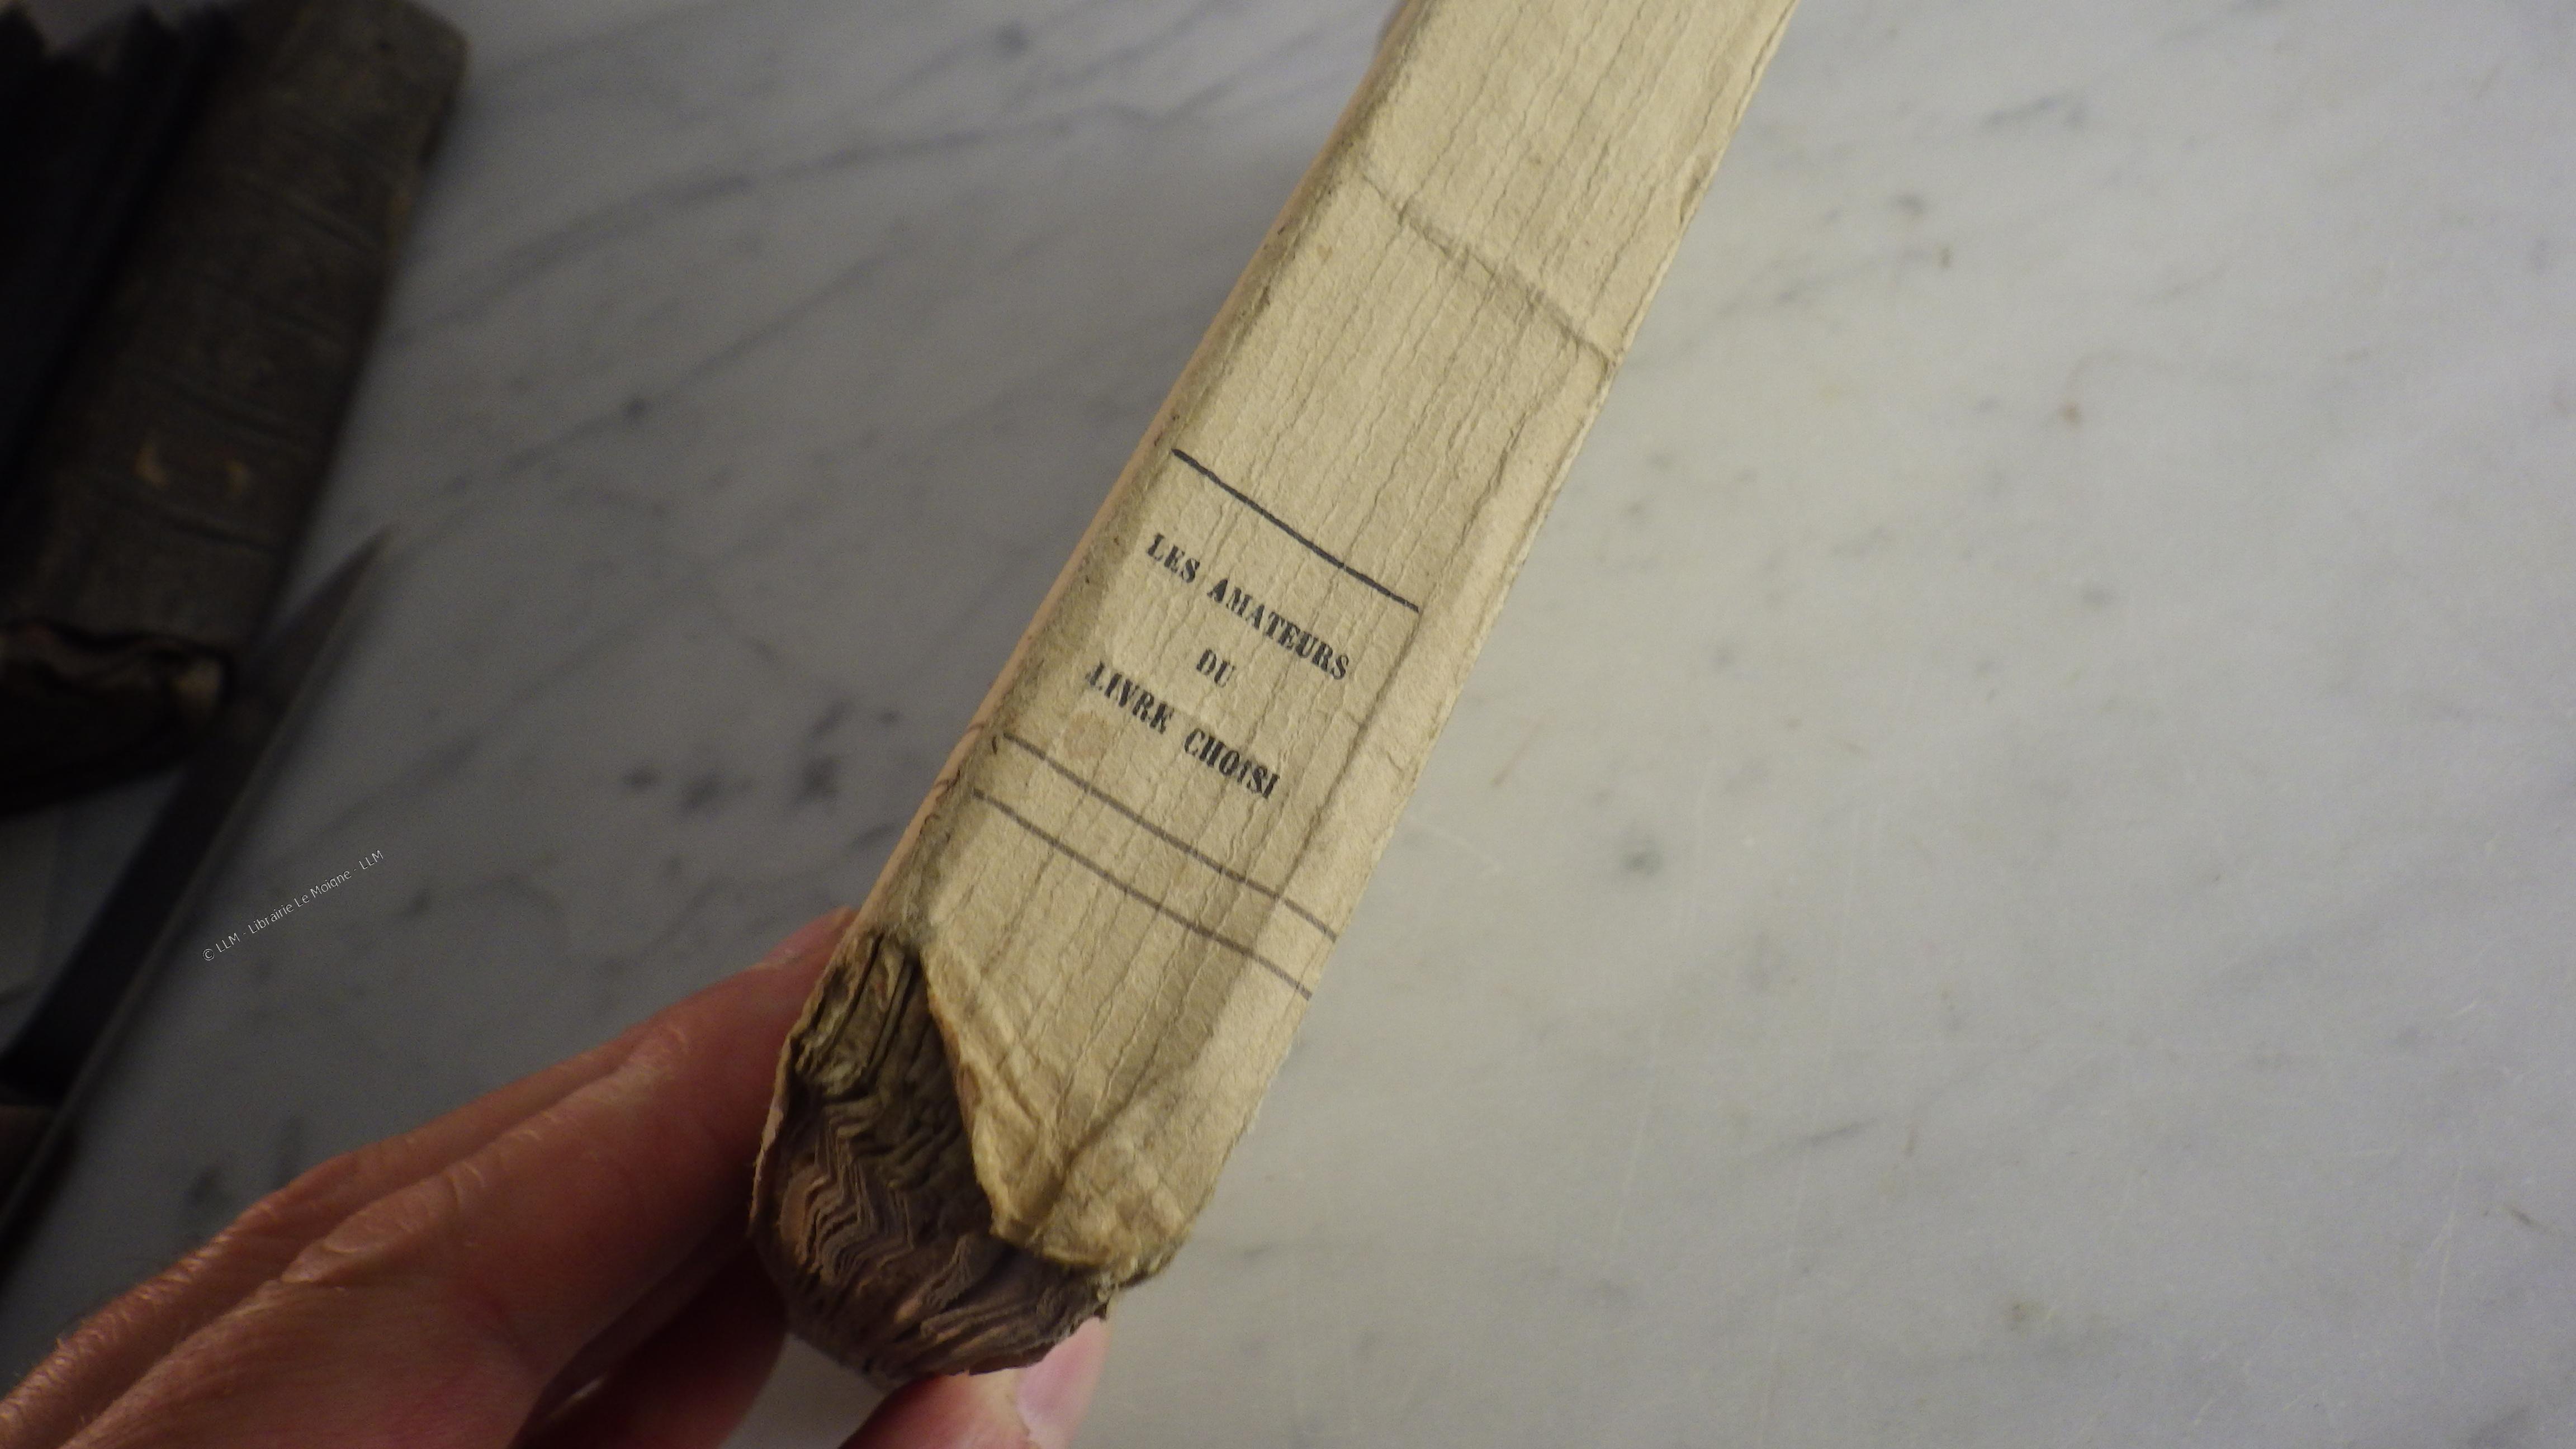 LES AMATEURS
DU
LIVRE CHOISI
© LLM - Librairie Le Moigne - LLM